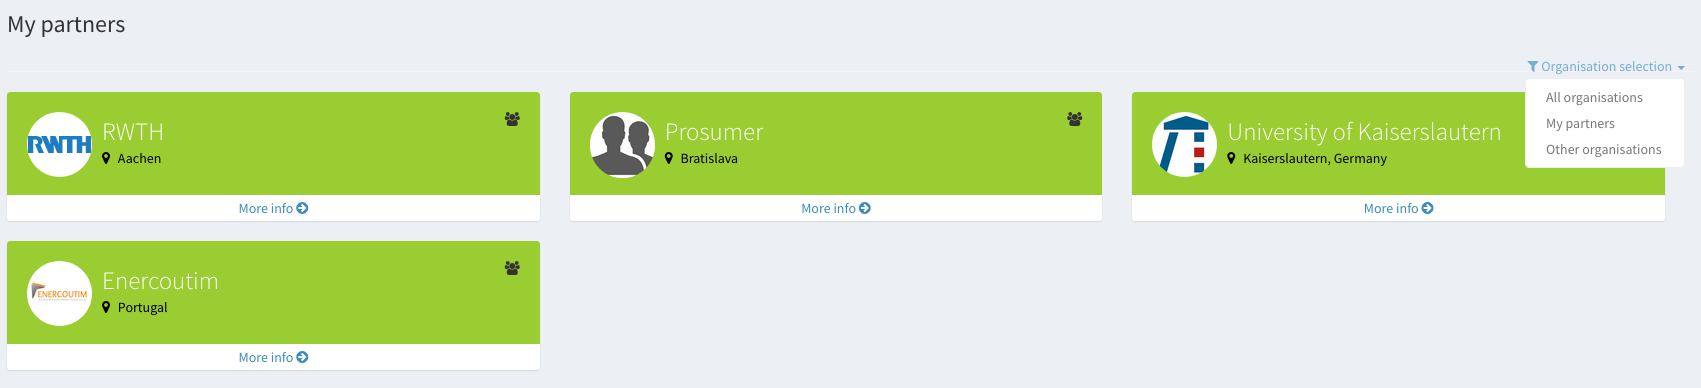 My partners
Organisation selection
All organisations
My partners
Other organisations
RWTH
RWTH
Aachen
More info
Prosumer
Bratislava
More info
University of Kaiserslautern
Kaiserslautern, Germany
More info
ENERCOUTIM
Enercoutim
Portugal
More info